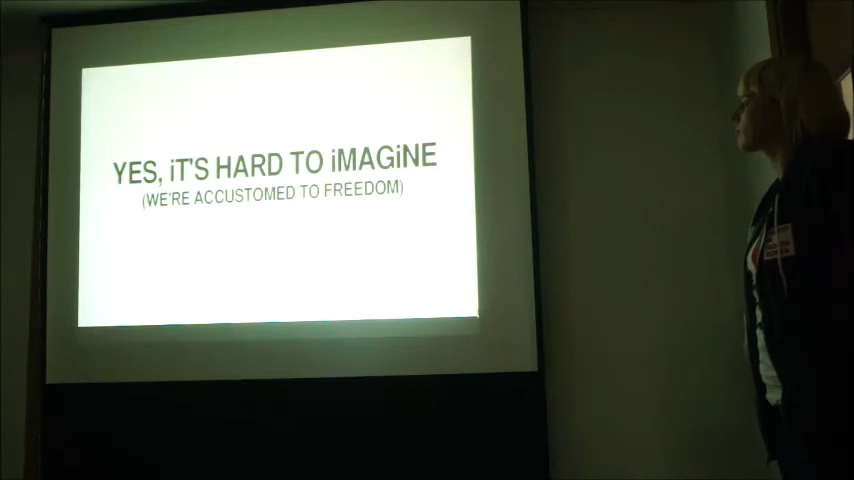 YES, iT'S HARD TO iMAGiNE
(WE'RE ACCUSTOMED TO FREEDOM)